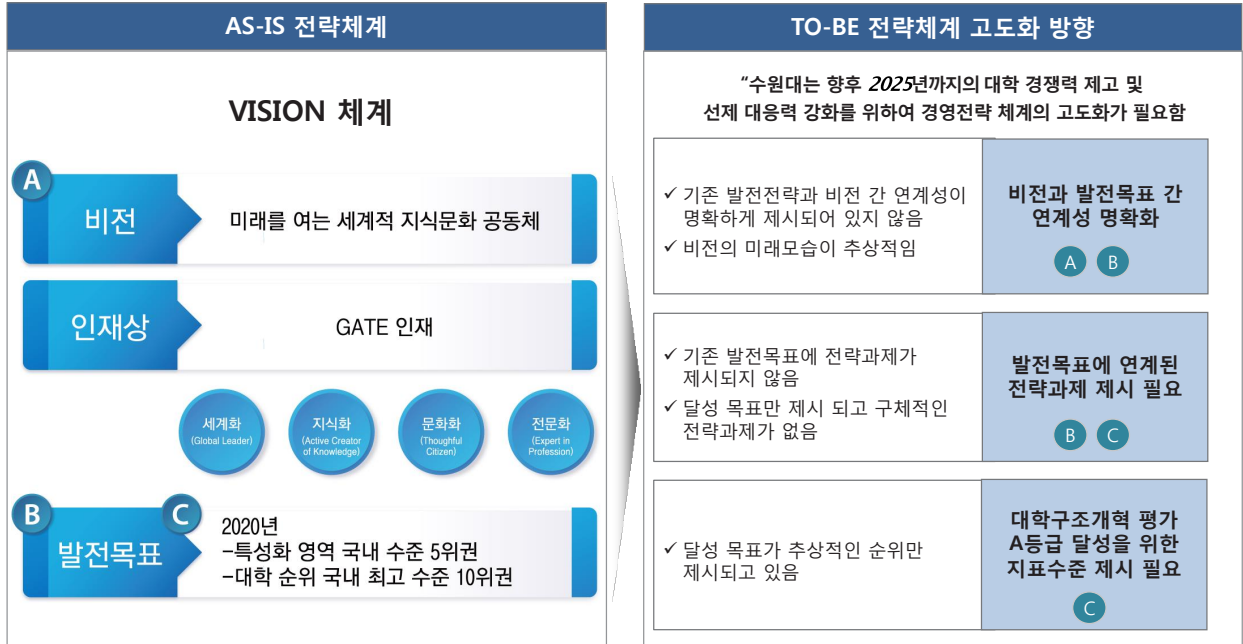 AS-IS 전략체계
VISION 체계
A
비전
미래를 여는 세계적 지식문화 공동체
인재상
GATE 인재
세계화
(Global Leader)
지식화
(Active Creator
of Knowledge)
문화화
(Thoughful
Citizen)
전문화
(Expert in
Profession)
B
C
발전목표
2020년
-특성화 영역 국내 수준 5위권
-대학 순위 국내 최고 수준 10위권
TO-BE 전략체계 고도화 방향
“수원대는 향후 2025년까지의 대학 경쟁력 제고 및
선제 대응력 강화를 위하여 경영전략 체계의 고도화가 필요함
✓ 기존 발전전략과 비전 간 연계성이
명확하게 제시되어 있지 않음
✓ 비전의 미래모습이 추상적임
비전과 발전목표 간
연계성 명확화
A B
✓ 기존 발전목표에 전략과제가
제시되지 않음
✓ 달성 목표만 제시 되고 구체적인
전략과제가 없음
발전목표에 연계된
전략과제 제시 필요
B C
✓ 달성 목표가 추상적인 순위만
제시되고 있음
대학구조개혁 평가
A등급 달성을 위한
지표수준 제시 필요
C